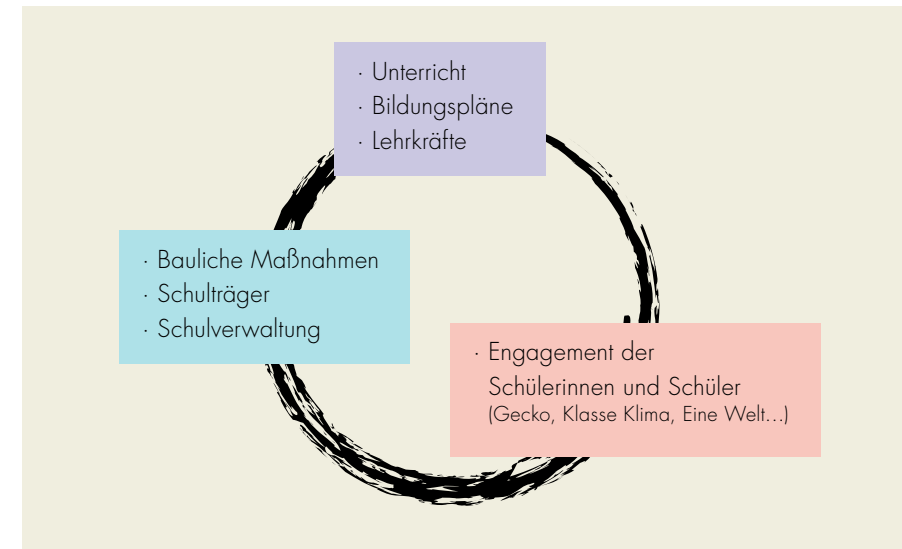 · Unterricht
· Bildungspläne
· Lehrkräfte
· Bauliche Maßnahmen
· Schulträger
· Schulverwaltung
· Engagement der
Schülerinnen und Schüler
(Gecko, Klasse Klima, Eine Welt...)